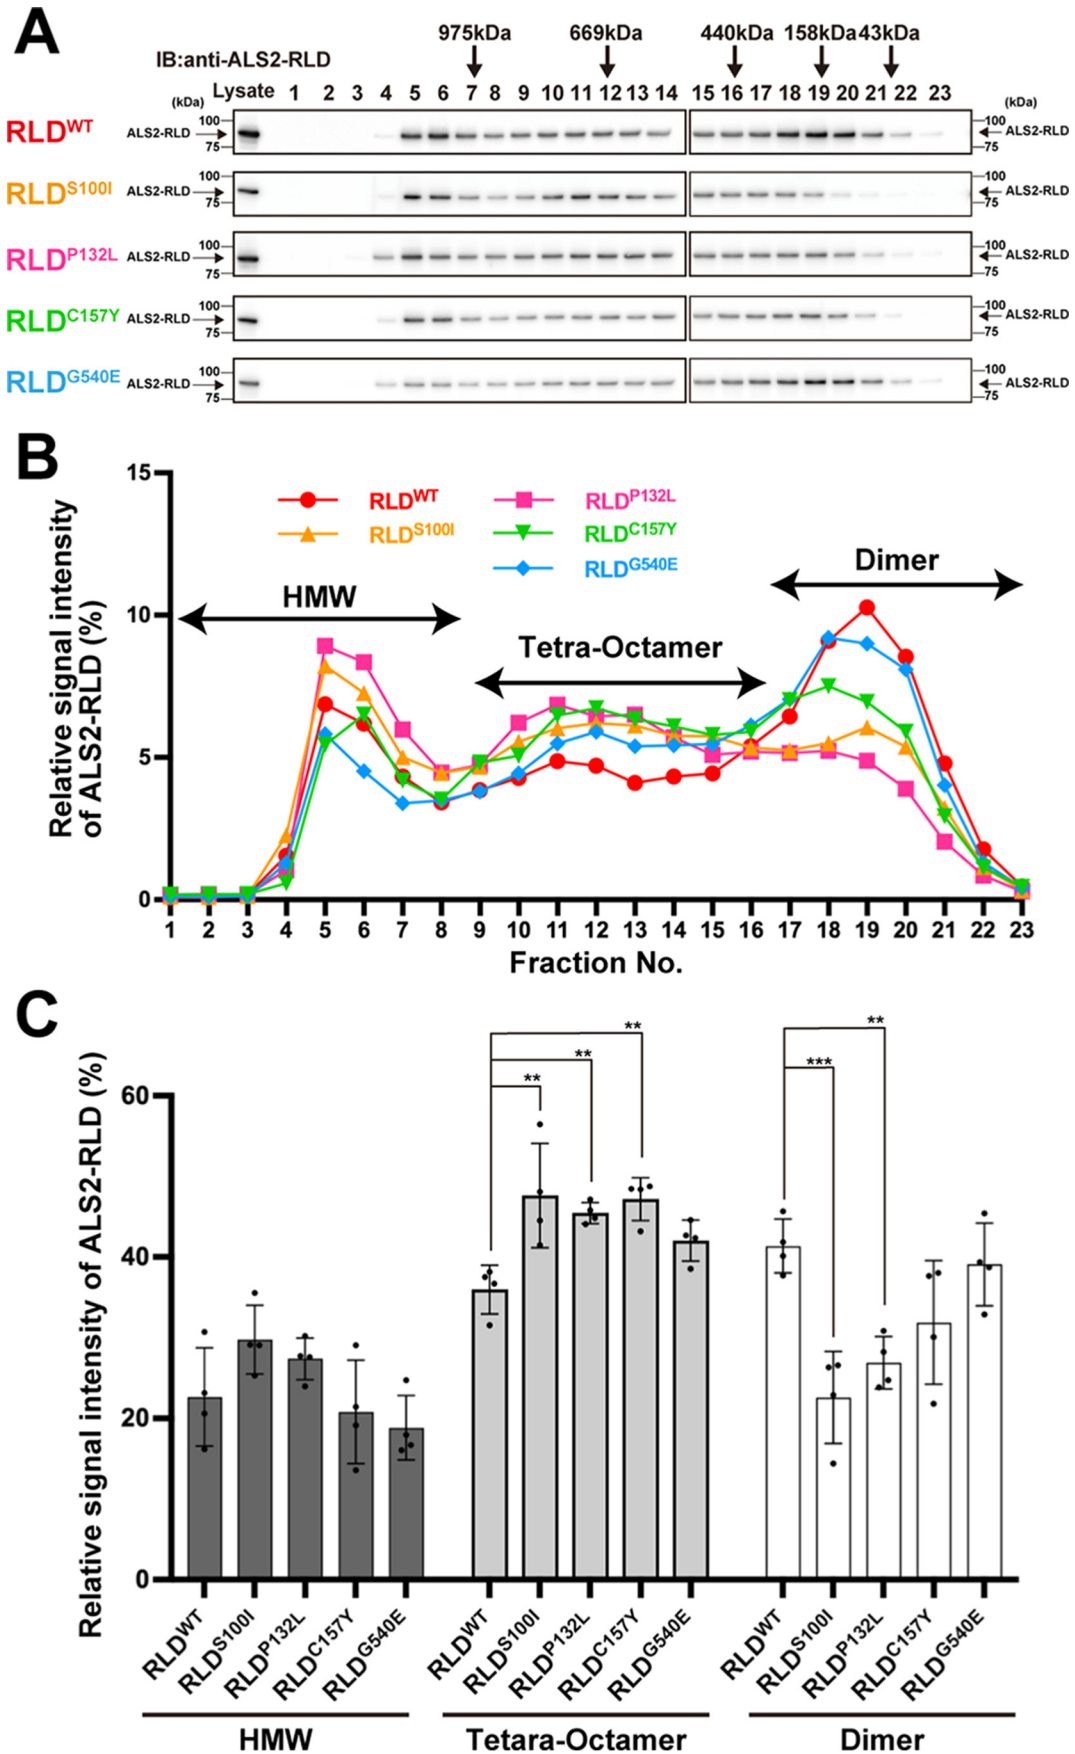 A
975kDa 669kDa 440kDa 158kDa 43kDa
IB:anti-ALS2-RLD
(kDa) Lysate 1 2 3 4 5 6 7 8 9 10 11 12 13 14 15 16 17 18 19 20 21 22 23 (kDa)
RLDWT ALS2-RLD 100 75 100 75 ALS2-RLD
RLDS100I ALS2-RLD 100 75 100 75 ALS2-RLD
RLDP132L ALS2-RLD 100 75 100 75 ALS2-RLD
RLDC157Y ALS2-RLD 100 75 100 75 ALS2-RLD
RLDG540E ALS2-RLD 100 75 100 75 ALS2-RLD
B
Relative signal intensity
of ALS2-RLD (%)
15
10
5
0
RLDWT RLDP132L
RLDS100I RLDC157Y
RLDG540E
HMW
Tetra-Octamer
Dimer
1 2 3 4 5 6 7 8 9 10 11 12 13 14 15 16 17 18 19 20 21 22 23
Fraction No.
C
Relative signal intensity of ALS2-RLD (%)
60
40
20
0
** ** **
*** **
RLDWT RLDS100I RLDP132L RLDC157Y RLDG540E RLDWT RLDS100I RLDP132L RLDC157Y RLDG540E RLDWT RLDS100I RLDP132L RLDC157Y RLDG540E
HMW Tetara-Octamer Dimer